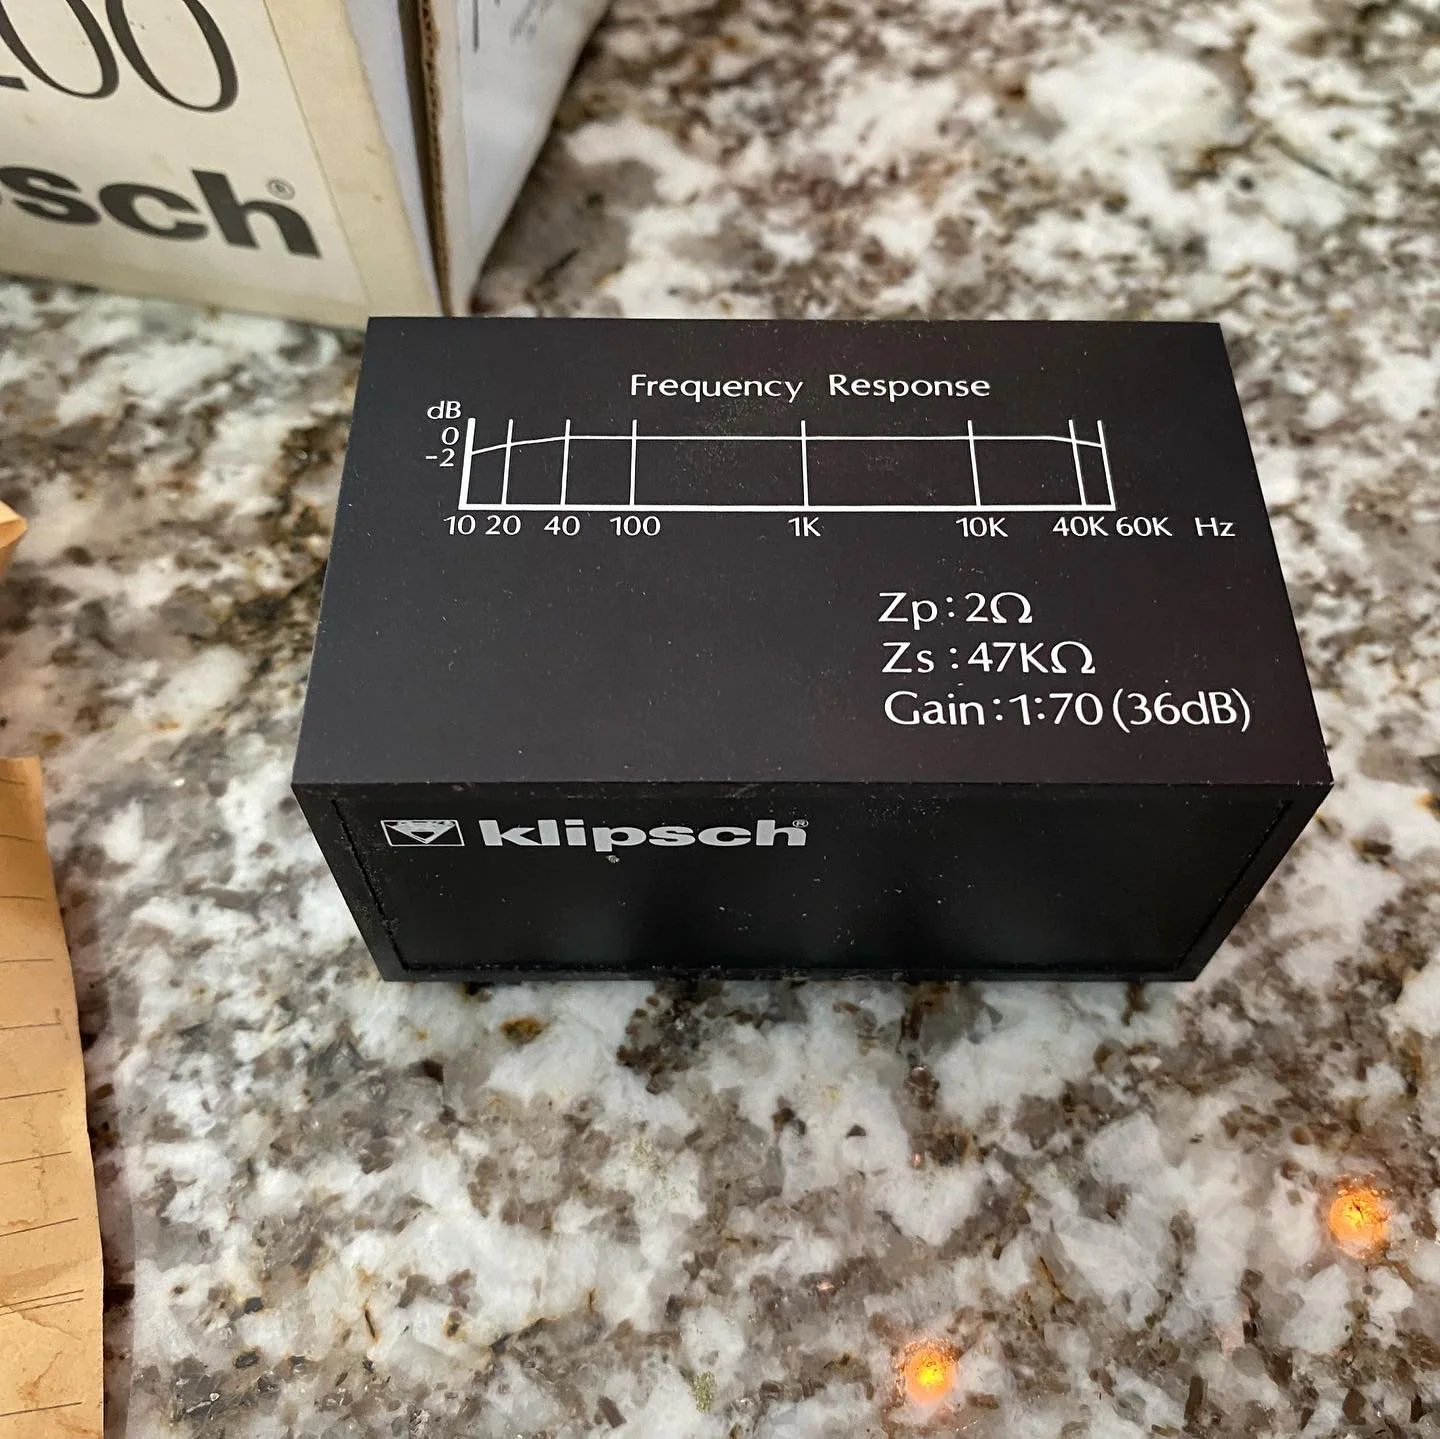 00
sch®
Frequency Response
dB
0
-2
10 20 40 100 1K 10K 40K 60K Hz
Zp:2Ω
Zs:47KΩ
Gain:1:70(36dB)
klipsch®